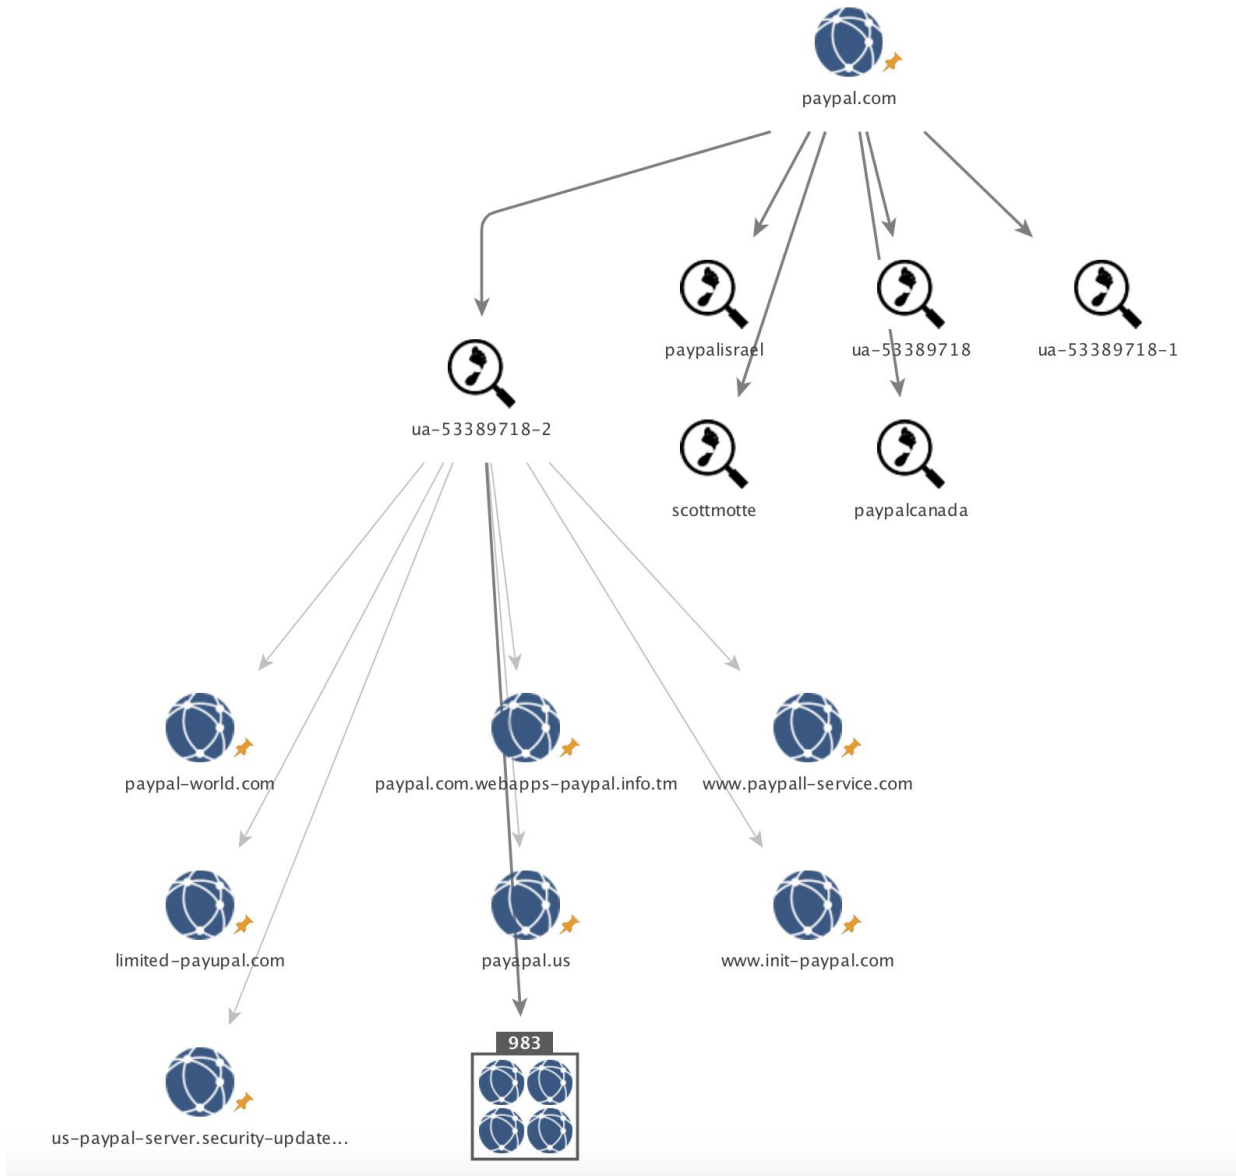 paypal.com
paypalisrael
ua-53389718
ua-53389718-1
ua-53389718-2
scottmotte
paypalcanada
paypal-world.com
paypal.com.webapps-paypal.info.tm
www.paypall-service.com
limited-payupal.com
payapal.us
www.init-paypal.com
983
us-paypal-server.security-update...